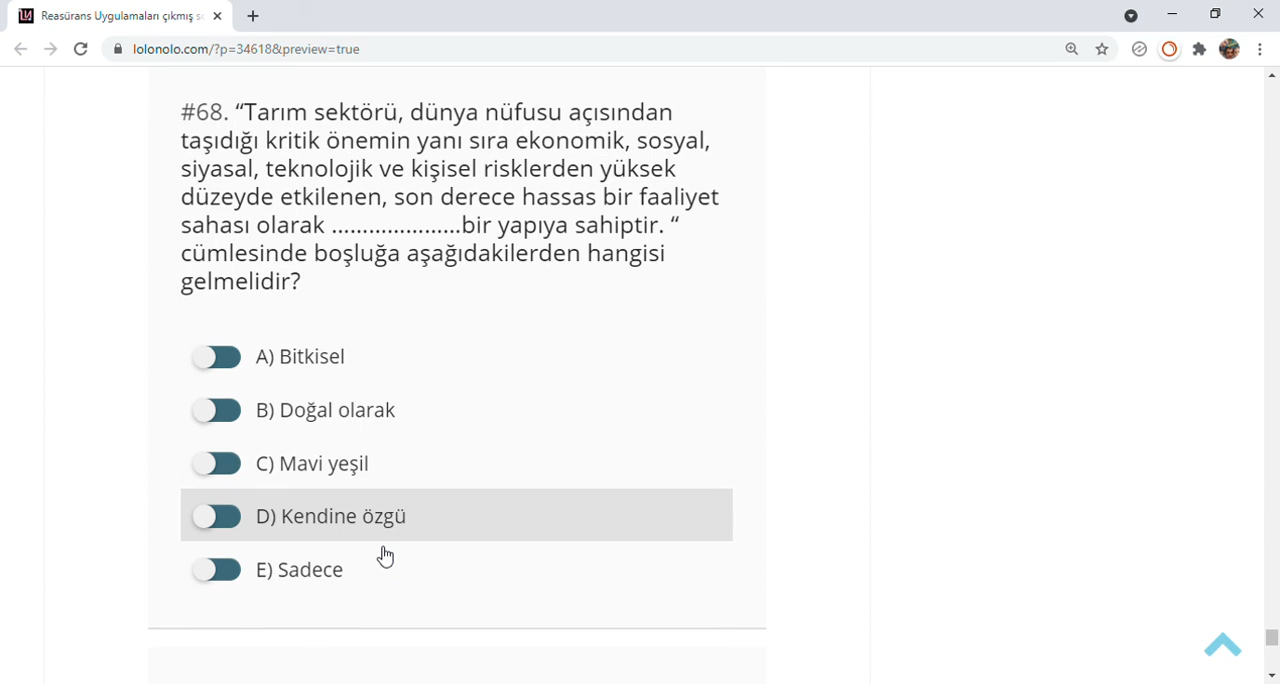 Reasürans Uygulamaları çıkmış so
lolonolo.com/?p=34618&preview=true
#68. “Tarım sektörü, dünya nüfusu açısından
taşıdığı kritik önemin yanı sıra ekonomik, sosyal,
siyasal, teknolojik ve kişisel risklerden yüksek
düzeyde etkilenen, son derece hassas bir faaliyet
sahası olarak .....................bir yapıya sahiptir. “
cümlesinde boşluğa aşağıdakilerden hangisi
gelmelidir?
A) Bitkisel
B) Doğal olarak
C) Mavi yeşil
D) Kendine özgü
E) Sadece